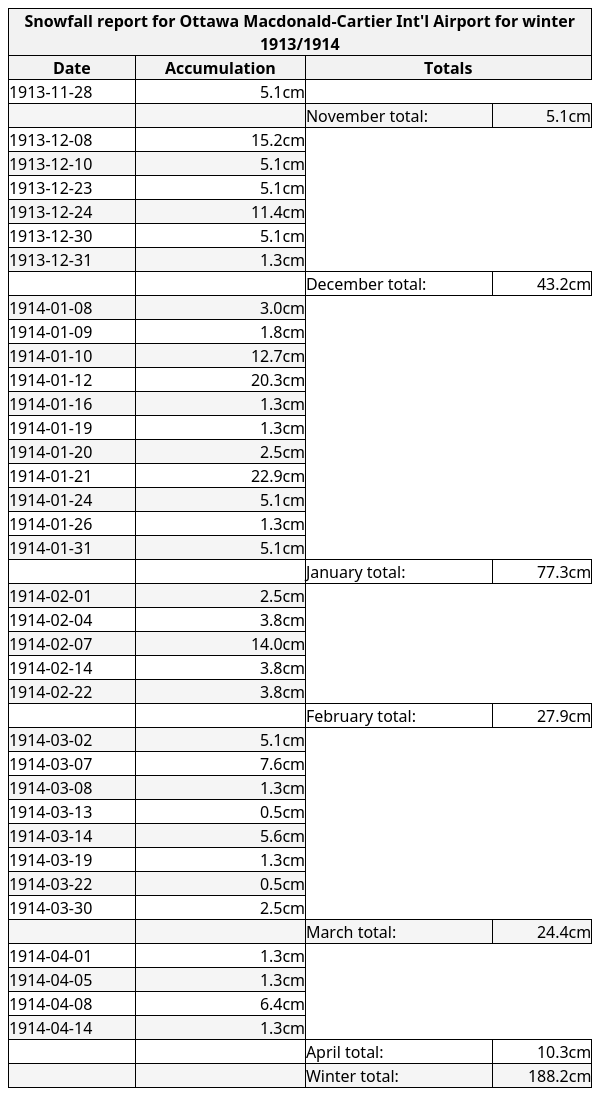 Snowfall report for Ottawa Macdonald-Cartier Int'l Airport for winter
1913/1914
Date Accumulation Totals
1913-11-28 5.1cm
November total: 5.1cm
1913-12-08 15.2cm
1913-12-10 5.1cm
1913-12-23 5.1cm
1913-12-24 11.4cm
1913-12-30 5.1cm
1913-12-31 1.3cm
December total: 43.2cm
1914-01-08 3.0cm
1914-01-09 1.8cm
1914-01-10 12.7cm
1914-01-12 20.3cm
1914-01-16 1.3cm
1914-01-19 1.3cm
1914-01-20 2.5cm
1914-01-21 22.9cm
1914-01-24 5.1cm
1914-01-26 1.3cm
1914-01-31 5.1cm
January total: 77.3cm
1914-02-01 2.5cm
1914-02-04 3.8cm
1914-02-07 14.0cm
1914-02-14 3.8cm
1914-02-22 3.8cm
February total: 27.9cm
1914-03-02 5.1cm
1914-03-07 7.6cm
1914-03-08 1.3cm
1914-03-13 0.5cm
1914-03-14 5.6cm
1914-03-19 1.3cm
1914-03-22 0.5cm
1914-03-30 2.5cm
March total: 24.4cm
1914-04-01 1.3cm
1914-04-05 1.3cm
1914-04-08 6.4cm
1914-04-14 1.3cm
April total: 10.3cm
Winter total: 188.2cm